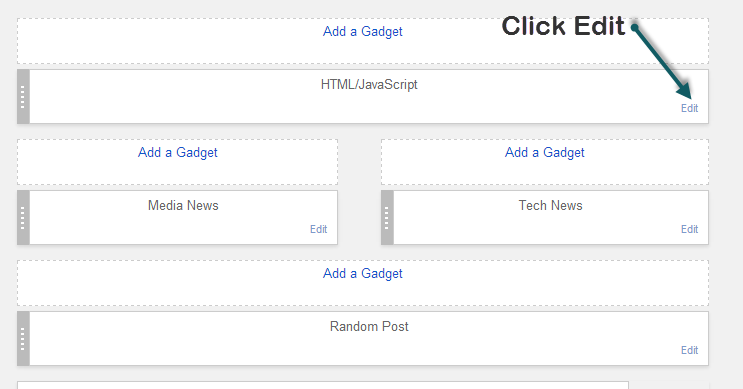 Add a Gadget
Click Edit
HTML/JavaScript
Edit
Add a Gadget
Add a Gadget
Media News
Tech News
Edit
Edit
Add a Gadget
Random Post
Edit